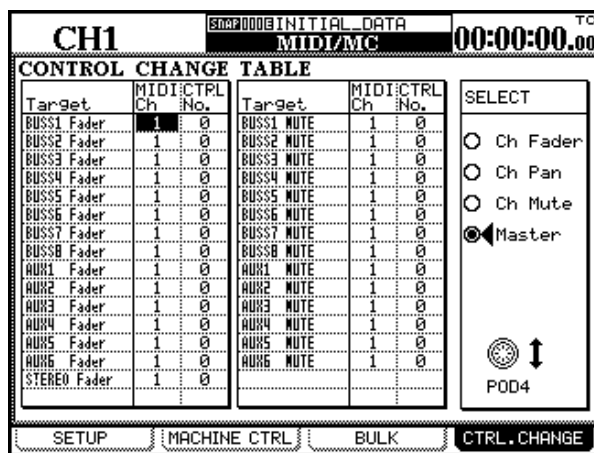 CH1
SNAP 000 INITIAL_DATA
MIDI/MC
TC
00:00:00.00
CONTROL CHANGE TABLE
Target MIDI Ch CTRL No.
BUSS1 Fader 1 0
BUSS2 Fader 1 0
BUSS3 Fader 1 0
BUSS4 Fader 1 0
BUSS5 Fader 1 0
BUSS6 Fader 1 0
BUSS7 Fader 1 0
BUSS8 Fader 1 0
AUX1 Fader 1 0
AUX2 Fader 1 0
AUX3 Fader 1 0
AUX4 Fader 1 0
AUX5 Fader 1 0
AUX6 Fader 1 0
STEREO Fader 1 0
Target MIDI Ch CTRL No.
BUSS1 MUTE 1 0
BUSS2 MUTE 1 0
BUSS3 MUTE 1 0
BUSS4 MUTE 1 0
BUSS5 MUTE 1 0
BUSS6 MUTE 1 0
BUSS7 MUTE 1 0
BUSS8 MUTE 1 0
AUX1 MUTE 1 0
AUX2 MUTE 1 0
AUX3 MUTE 1 0
AUX4 MUTE 1 0
AUX5 MUTE 1 0
AUX6 MUTE 1 0
SELECT
Ch Fader
Ch Pan
Ch Mute
Master
POD4
SETUP MACHINE CTRL BULK CTRL.CHANGE